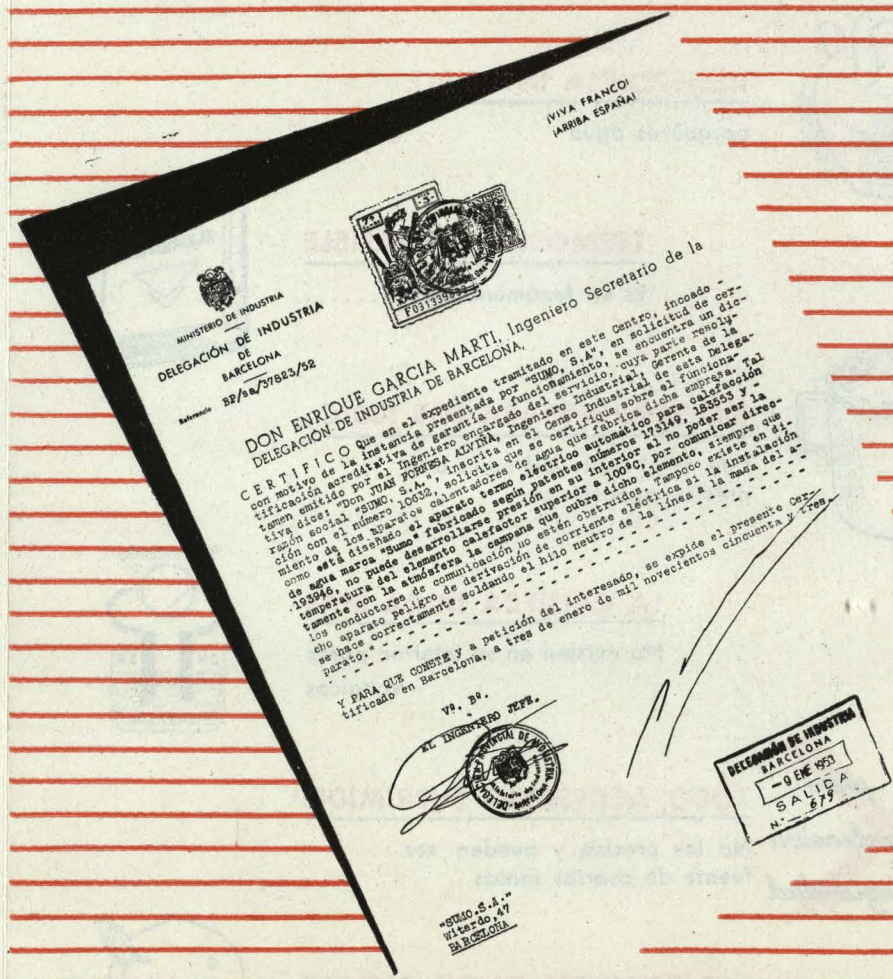 ¡VIVA FRANCO!
¡ARRIBA ESPAÑA!
MINISTERIO DE INDUSTRIA
DELEGACIÓN DE INDUSTRIA
DE
BARCELONA
Referencia BP/sa/37823/52
DON ENRIQUE GARCIA MARTI, Ingeniero Secretario de la
DELEGACIÓN DE INDUSTRIA DE BARCELONA,
CERTIFICO Que en el expediente tramitado en este Centro, incoado
con motivo de la instancia presentada por "SUMO, S.A", en solicitud de cer-
tificación acreditativa de garantía de funcionamiento, se encuentra un dic-
tamen emitido por el Ingeniero encargado del servicio, cuya parte resolu-
tiva dice: "Don JUAN FORNESA ALVIÑA, Ingeniero Industrial, Gerente de la
razón social "SUMO, S.A.", inscrita en el Censo Industrial de esta Delega-
ción con el número 10632, solicita que se certifique sobre el funciona-
miento de los aparatos calentadores de agua que fabrica dicha empresa. Tal
como está diseñado el aparato termo eléctrico automático para calefacción
de agua marca "Sumo" fabricado según patentes números 173149, 183553 y
193946, no puede desarrollarse presión en su interior al no poder ser la
temperatura del elemento calefactor superior a 100ºC, por comunicar direc-
tamente con la atmósfera la campana que cubre dicho elemento, siempre que
los conductores de comunicación no estén obstruidos. Tampoco existe en di-
cho aparato peligro de derivación de corriente eléctrica si la instalación
se hace correctamente soldando el hilo neutro de la línea a la masa del a-
parato.
Y PARA QUE CONSTE y a petición del interesado, se expide el presente Cer-
tificado en Barcelona, a tres de enero de mil novecientos cincuenta y tres.
Vº. Bº.
EL INGENIERO JEFE.
DELEGACIÓN DE INDUSTRIA
BARCELONA
-9 ENE 1953
SALIDA
N.º 679
"SUMO.S.A."
Witardo,47
BARCELONA